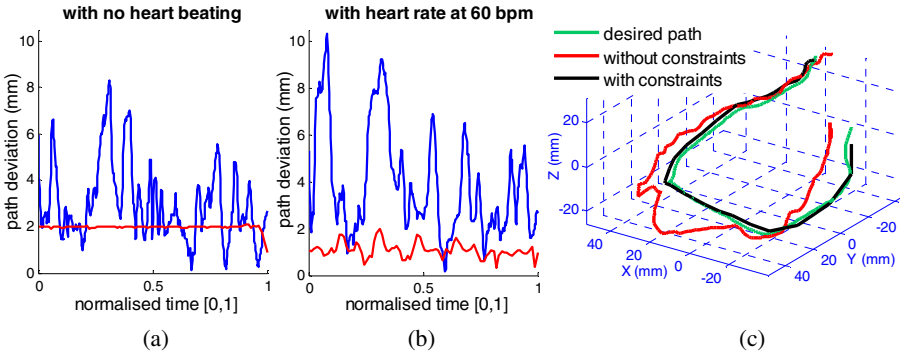 with no heart beating
path deviation (mm)
10
8
6
4
2
0
0
0.5
1
normalised time [0,1]
(a)
with heart rate at 60 bpm
path deviation (mm)
10
8
6
4
2
0
0
0.5
1
normalised time [0,1]
(b)
desired path
without constraints
with constraints
Z (mm)
20
0
-20
40
20
0
-20
X (mm)
40
20
0
-20
Y (mm)
(c)